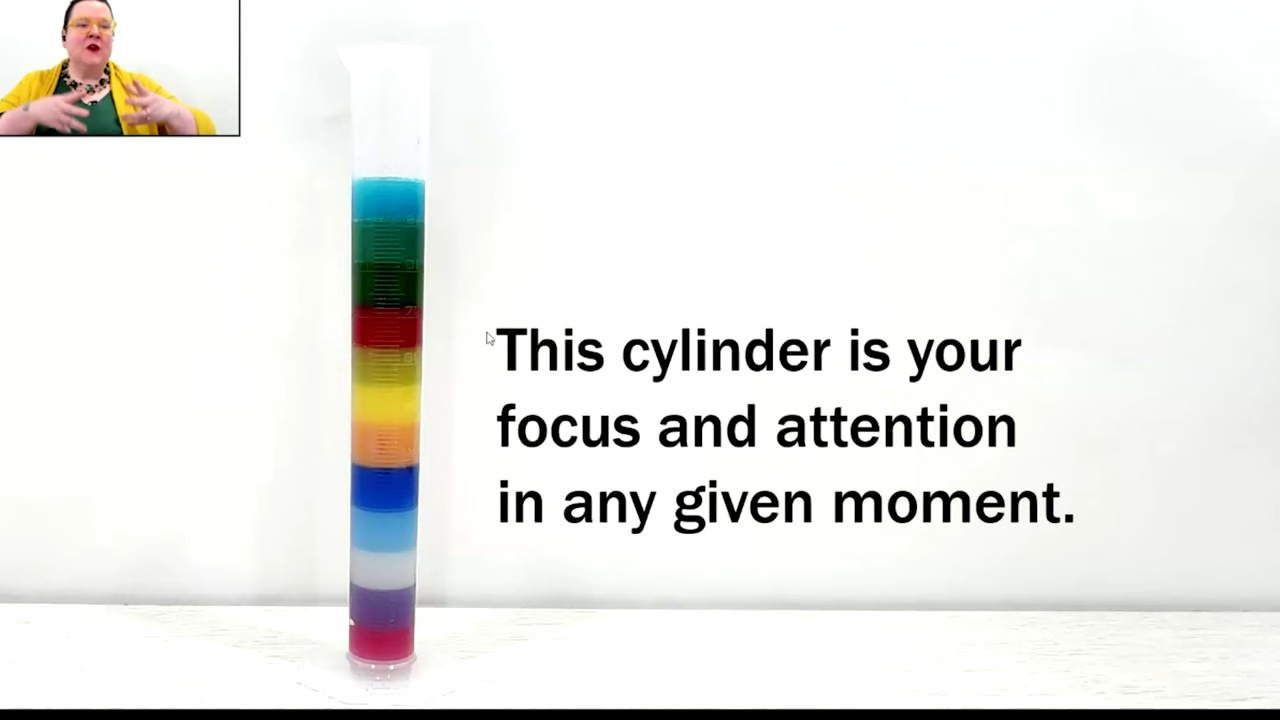 This cylinder is your
focus and attention
in any given moment.